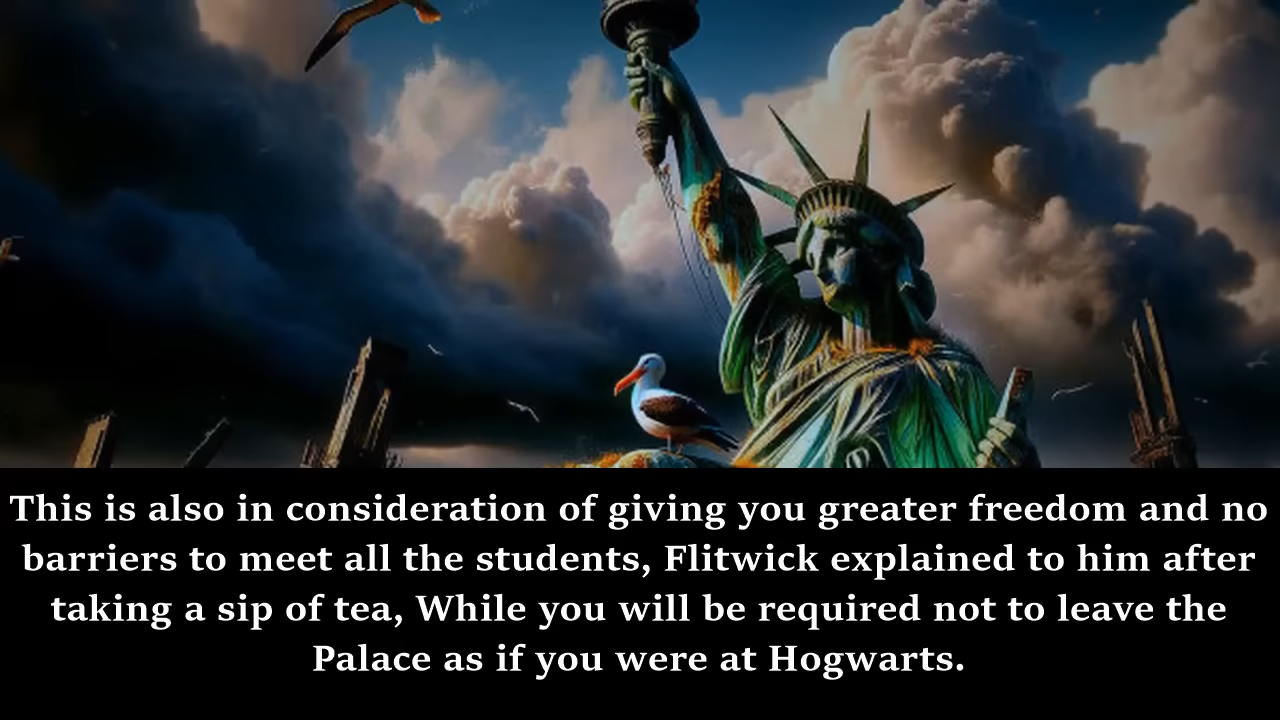 This is also in consideration of giving you greater freedom and no
barriers to meet all the students, Flitwick explained to him after
taking a sip of tea, While you will be required not to leave the
Palace as if you were at Hogwarts.